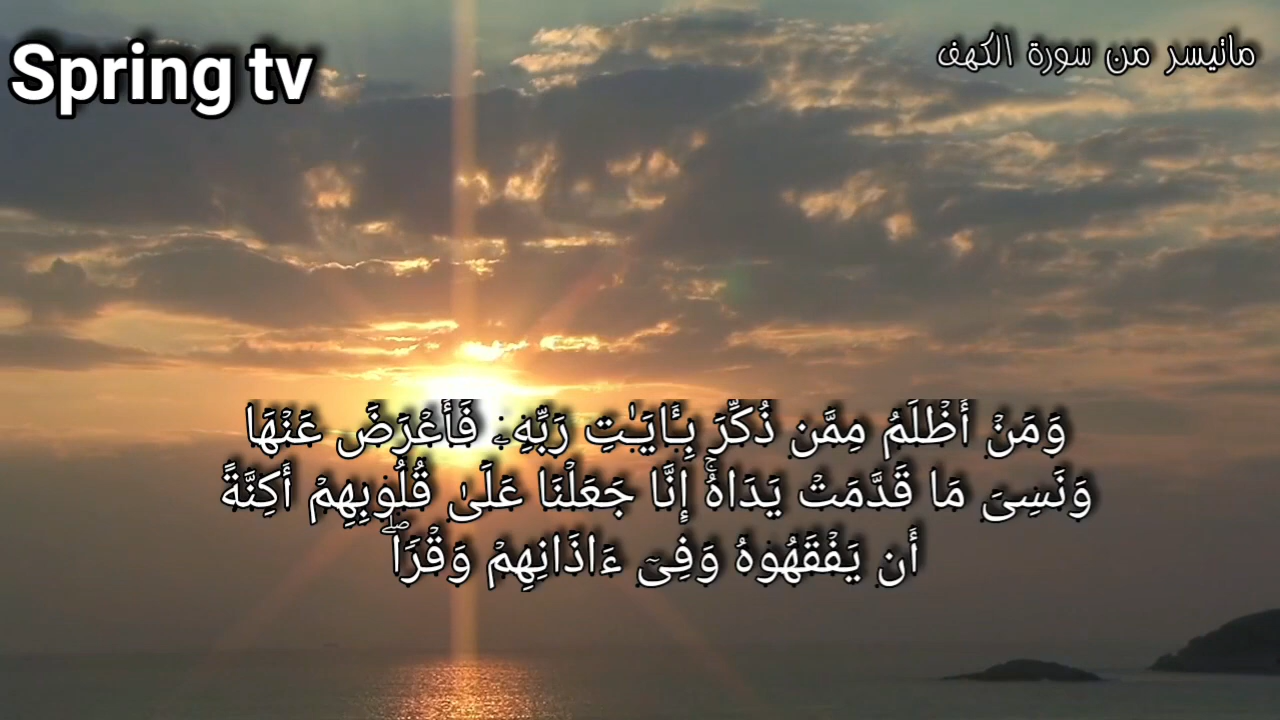 Spring tv
ماتيسر من سورة الكهف
وَمَنۡ أَظۡلَمُ مِمَّن ذُكِّرَ بِـَٔايَـٰتِ رَبِّهِۦ فَأَعۡرَضَ عَنۡهَا
وَنَسِىَ مَا قَدَّمَتۡ يَدَاهُۚ إِنَّا جَعَلۡنَا عَلَىٰ قُلُوبِهِمۡ أَكِنَّةً
أَن يَفۡقَهُوهُ وَفِىٓ ءَاذَانِهِمۡ وَقۡرًاۖ